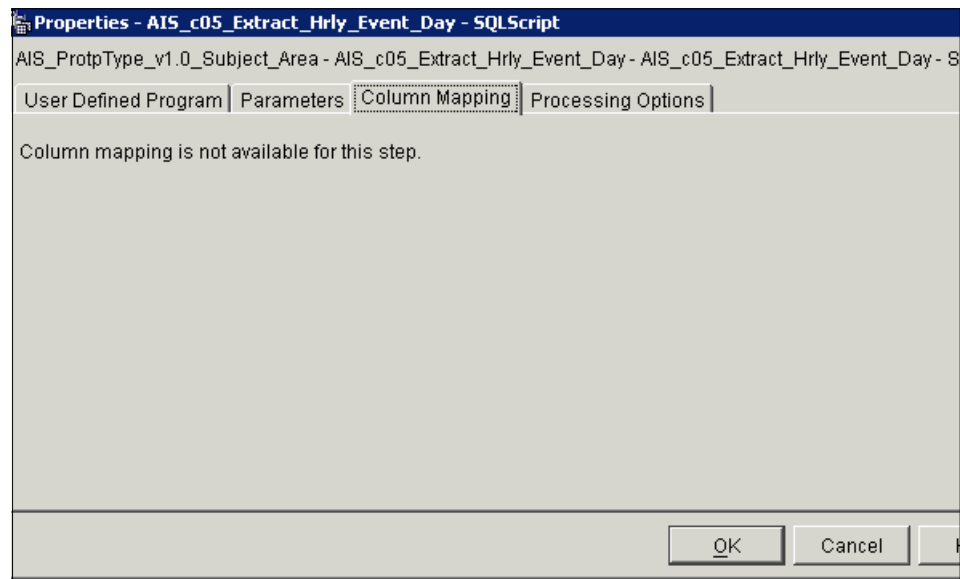 Properties - AIS_c05_Extract_Hrly_Event_Day - SQLScript
AIS_ProtpType_v1.0_Subject_Area - AIS_c05_Extract_Hrly_Event_Day - AIS_c05_Extract_Hrly_Event_Day - S
User Defined Program Parameters Column Mapping Processing Options
Column mapping is not available for this step.
OK Cancel